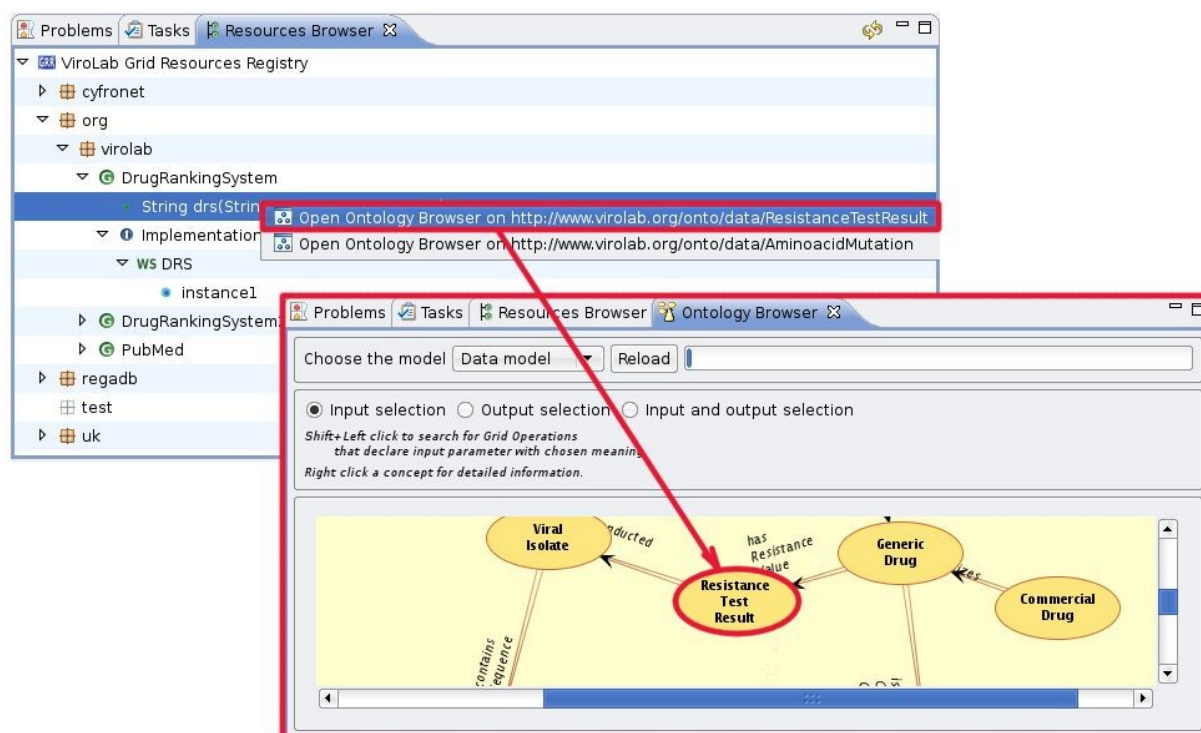 Problems Tasks Resources Browser
ViroLab Grid Resources Registry
cyfronet
org
virolab
DrugRankingSystem
String drs(Strin
Open Ontology Browser on http://www.virolab.org/onto/data/ResistanceTestResult
Open Ontology Browser on http://www.virolab.org/onto/data/AminoacidMutation
Implementation
WS DRS
instance1
DrugRankingSystem
PubMed
regadb
test
uk
Problems Tasks Resources Browser Ontology Browser
Choose the model Data model Reload
Input selection Output selection Input and output selection
Shift+Left click to search for Grid Operations
that declare input parameter with chosen meaning
Right click a concept for detailed information.
Viral
Isolate
nducted
has
Resistance
Value
Generic
Drug
izes
Resistance
Test
Result
Commercial
Drug
contains
equence
is